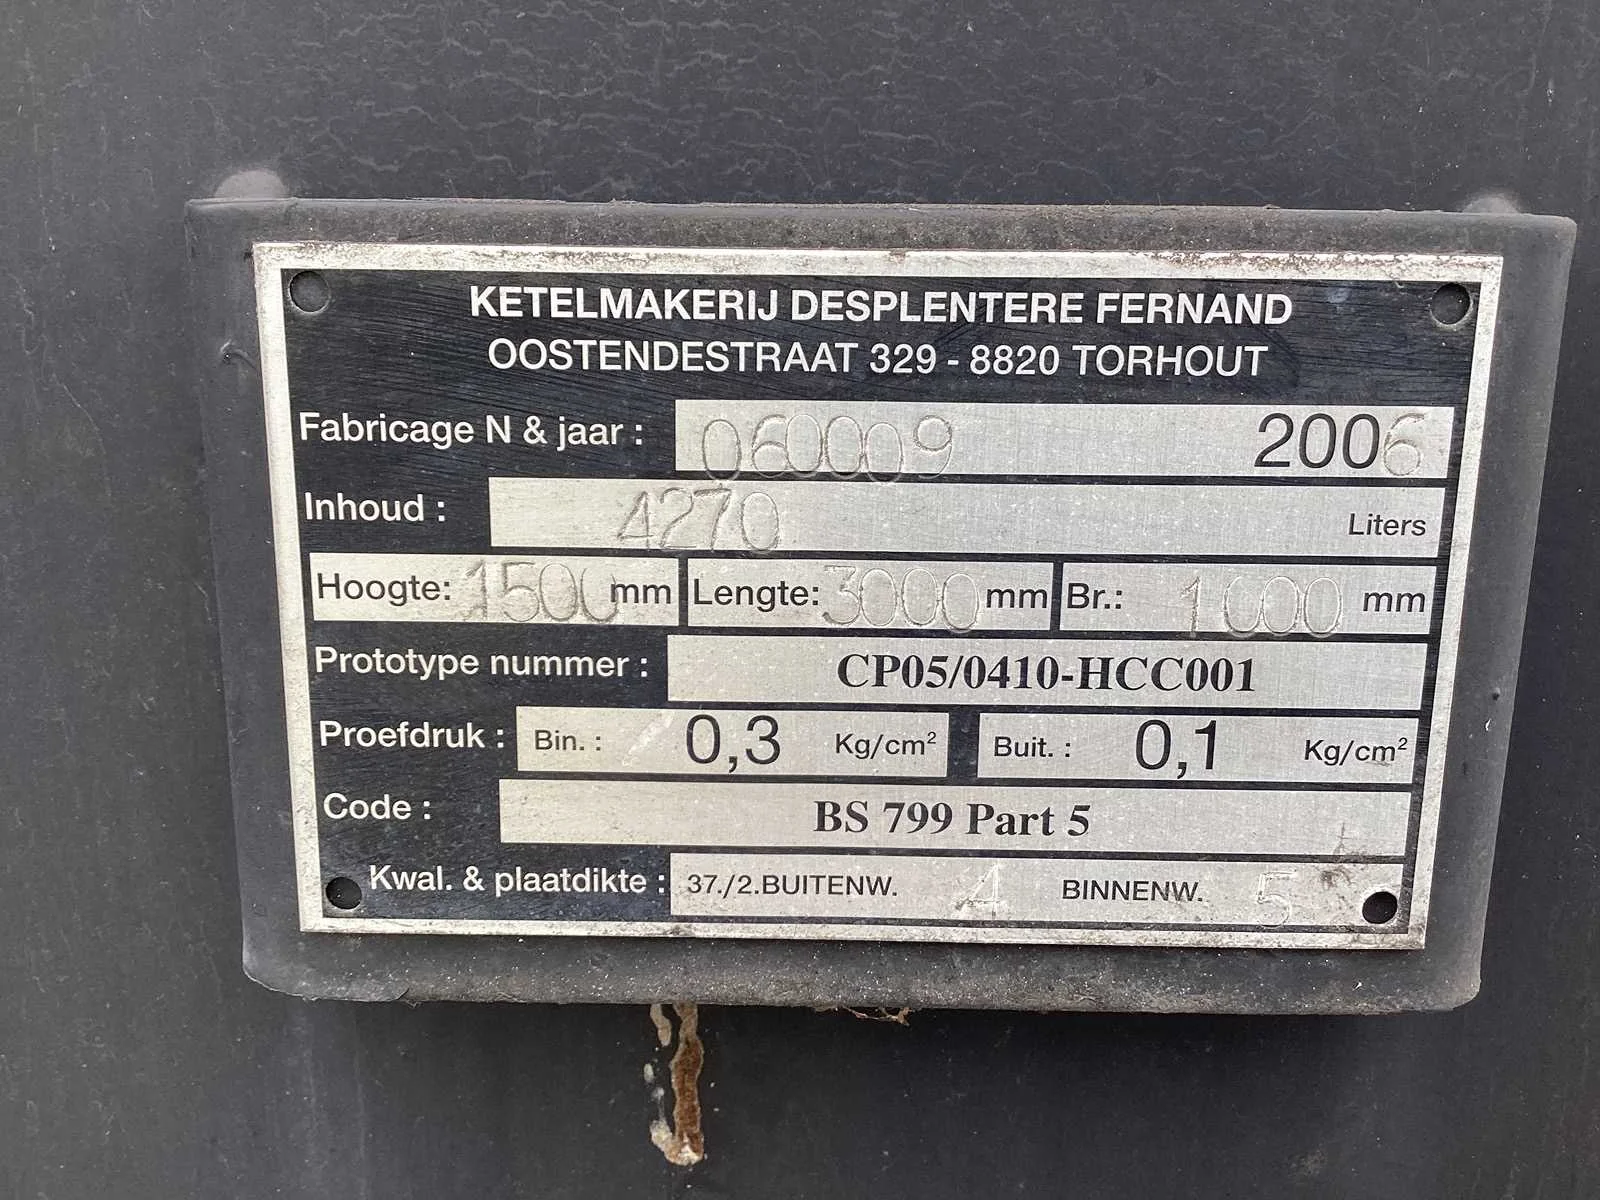 KETELMAKERIJ DESPLENTERE FERNAND
OOSTENDESTRAAT 329 - 8820 TORHOUT
Fabricage N & jaar : 060009 2006
Inhoud : 4270 Liters
Hoogte: 1500 mm Lengte: 3000 mm Br.: 1000 mm
Prototype nummer : CP05/0410-HCC001
Proefdruk : Bin. : 0,3 Kg/cm² Buit. : 0,1 Kg/cm²
Code : BS 799 Part 5
Kwal. & plaatdikte : 37./2.BUITENW. 4 BINNENW. 5